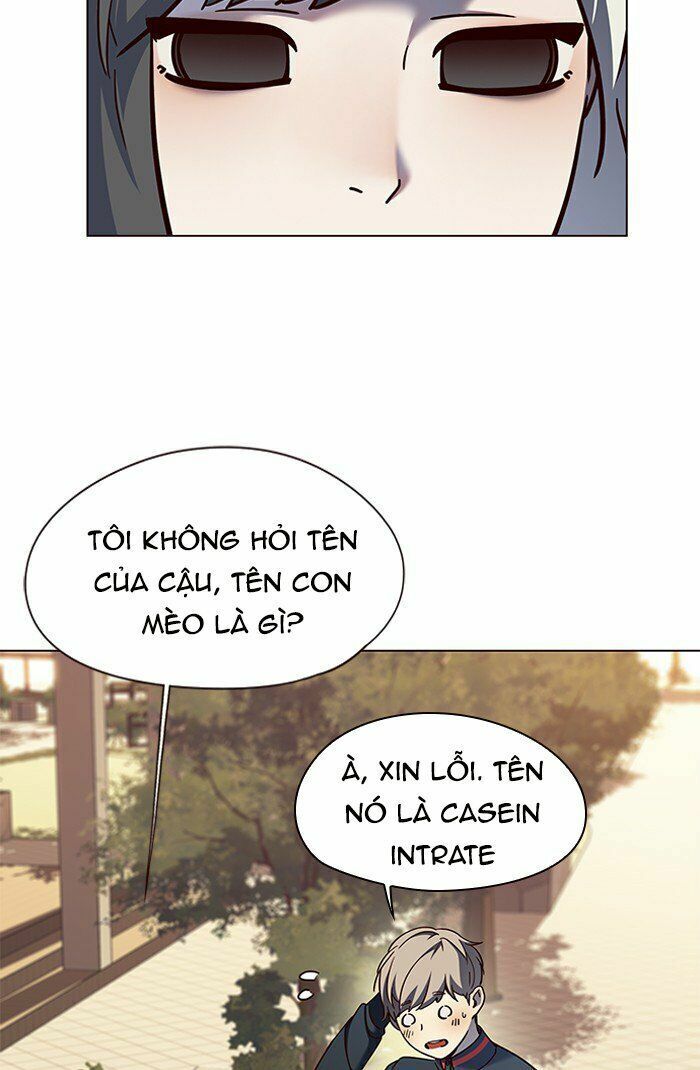 TÔI KHÔNG HỎI TÊN
CỦA CẬU, TÊN CON
MÈO LÀ GÌ?
À, XIN LỖI. TÊN
NÓ LÀ CASEIN
INTRATE